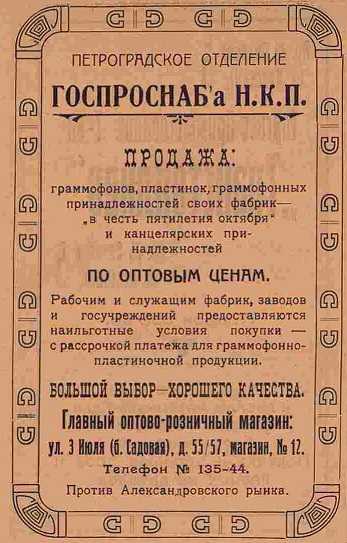 ПЕТРОГРАДСКОЕ ОТДЕЛЕНИЕ
ГОСПРОСНАБ'а Н.К.П.
ПРОДАЖА:
граммофонов, пластинок, граммофонных
принадлежностей своих фабрик—
„в честь пятилетия октября“
и канцелярских при-
надлежностей
ПО ОПТОВЫМ ЦЕНАМ.
Рабочим и служащим фабрик, заводов
и госучреждений предоставляются
наильготные условия покупки —
с рассрочкой платежа для граммофонно-
пластиночной продукции.
БОЛЬШОЙ ВЫБОР—ХОРОШЕГО КАЧЕСТВА.
Главный оптово-розничный магазин:
ул. 3 Июля (б. Садовая), д. 55/57, магазин, № 12.
Телефон № 135-44.
Против Александровского рынка.